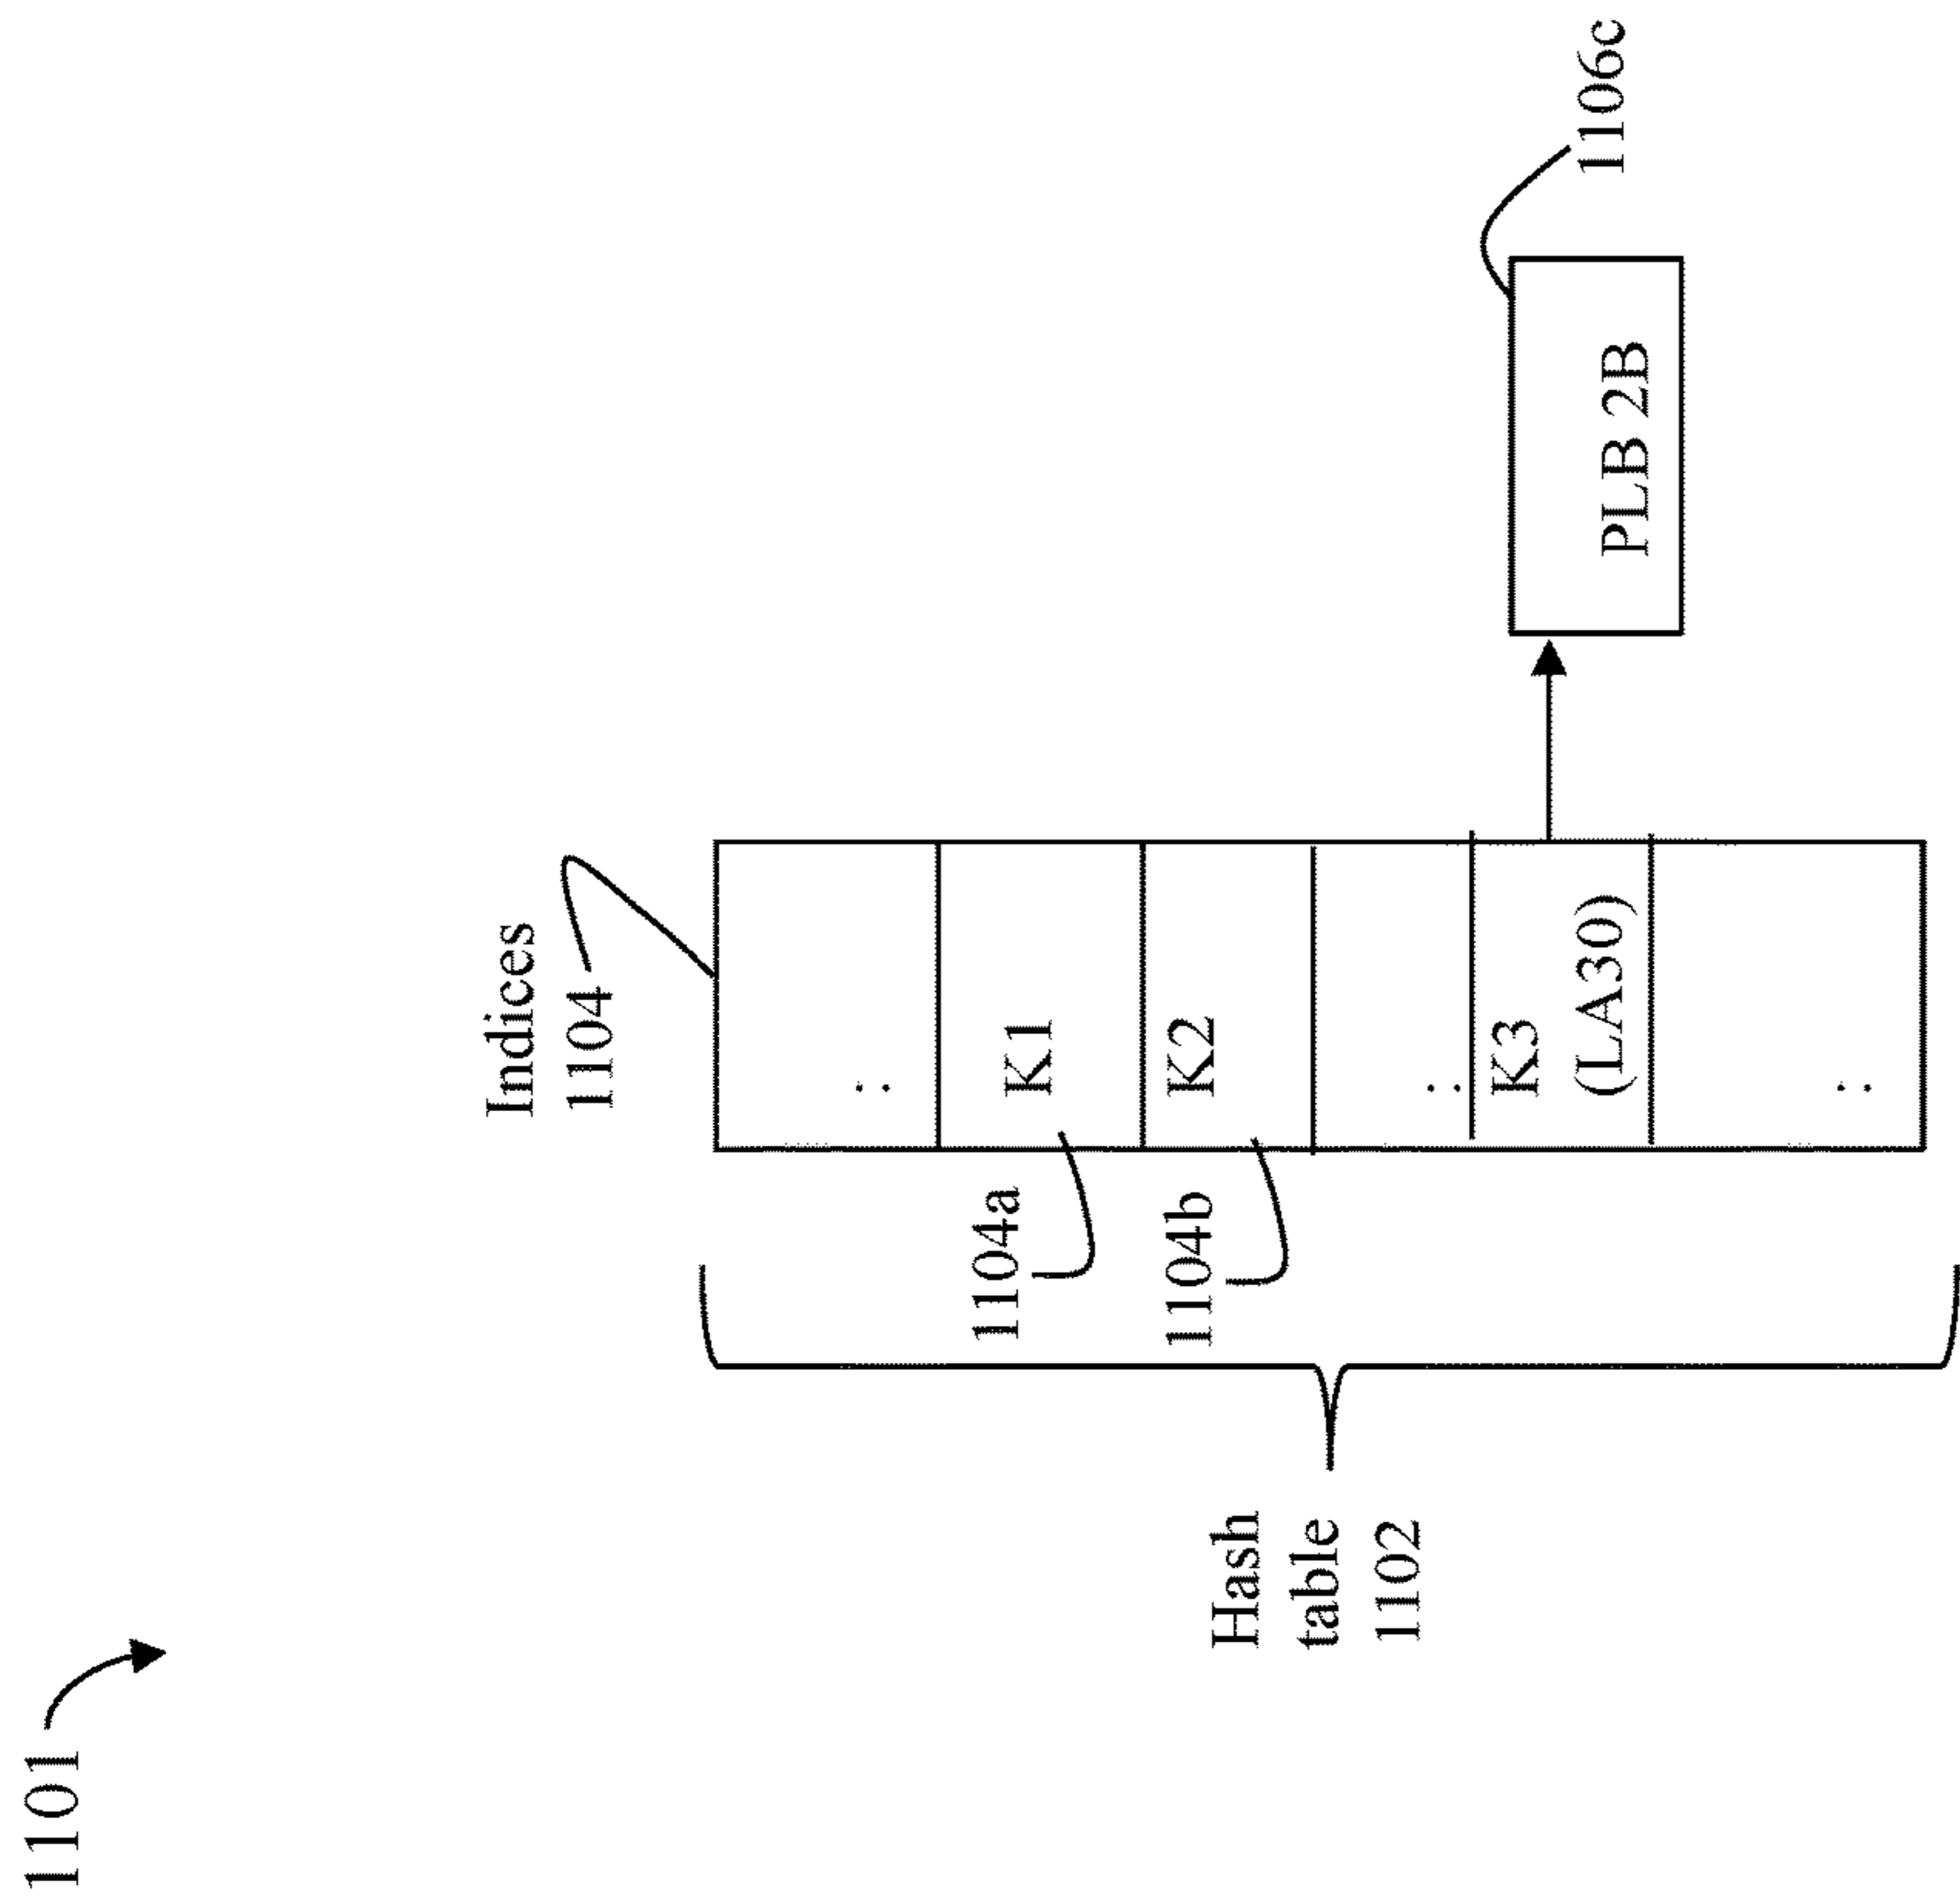 1101
Indices
1104
:
1104a
K1
1104b
K2
:
Hash
table
1102
K3
(LA30)
PLB 2B
1106c
: